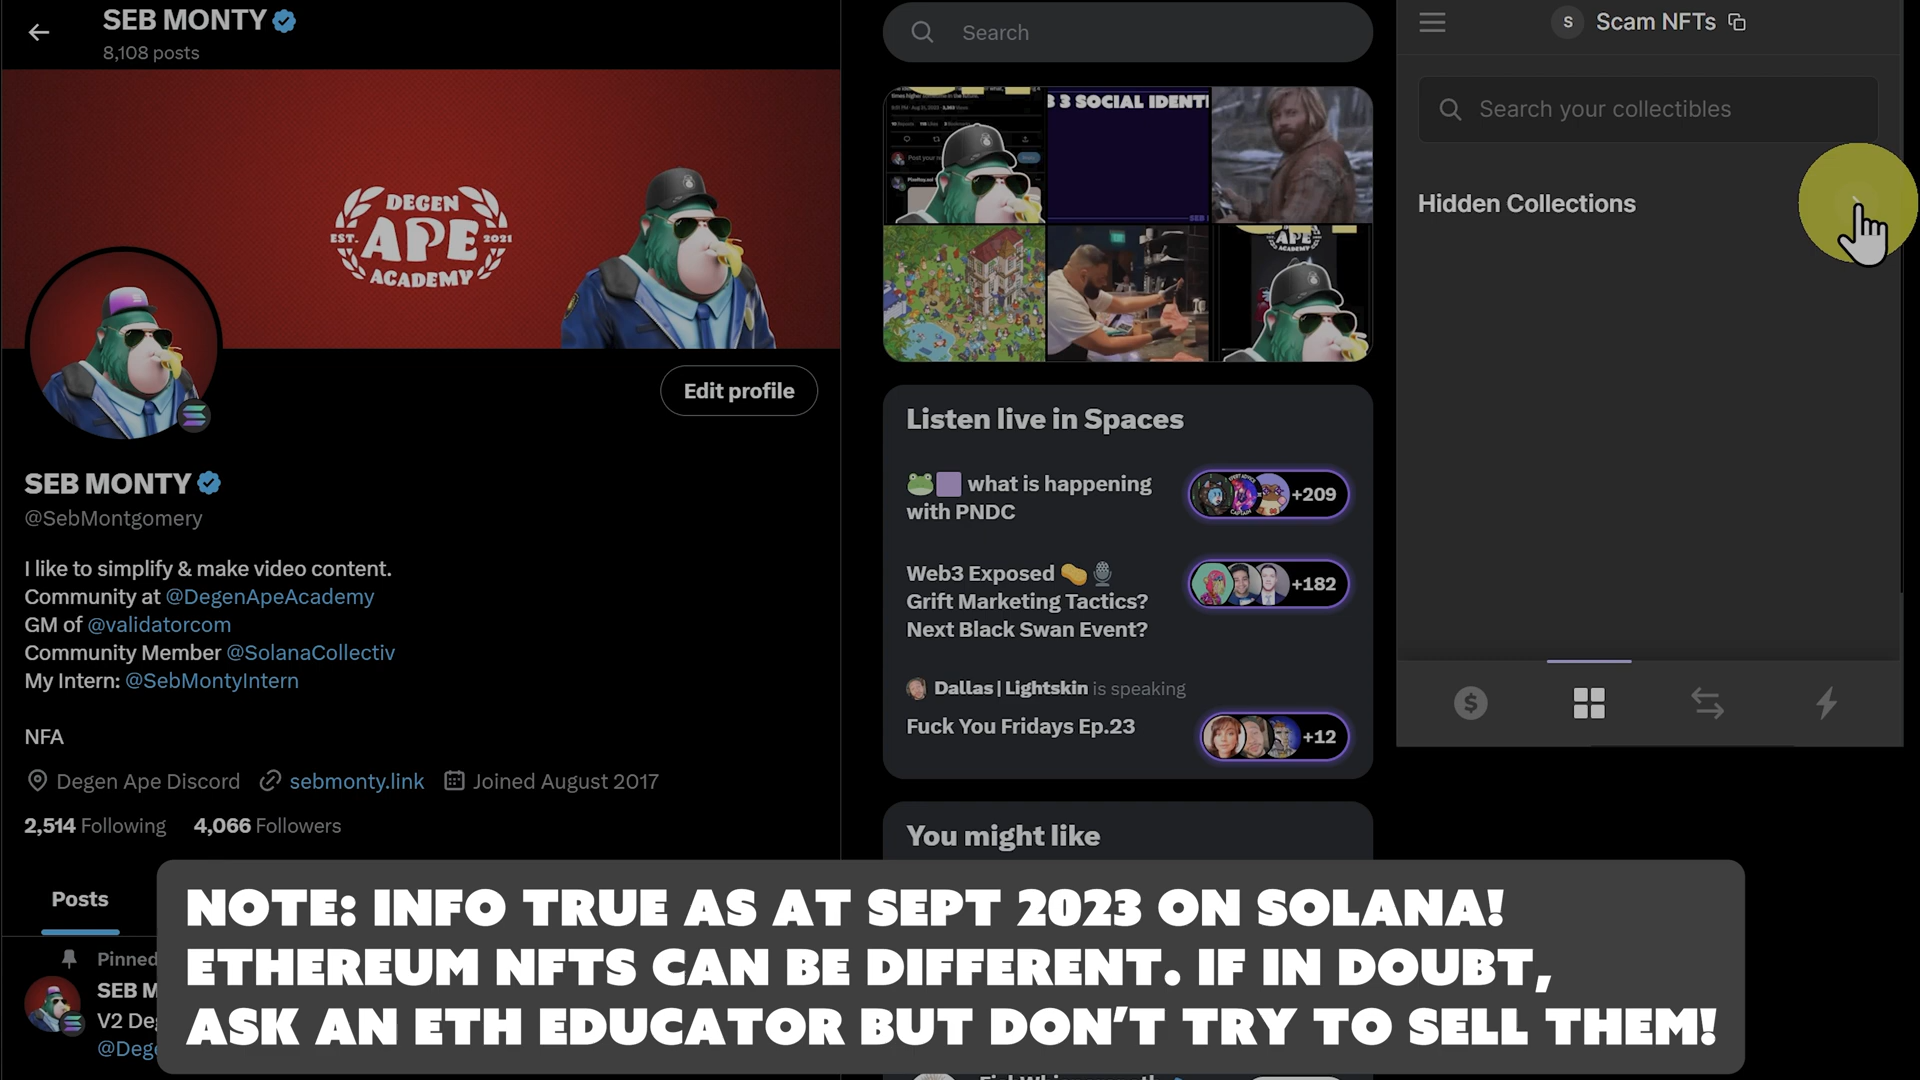 SEB MONTY
8,108 posts
DEGEN
EST. APE 2021
ACADEMY
Edit profile
SEB MONTY
@SebMontgomery
I like to simplify & make video content.
Community at @DegenApeAcademy
GM of @validatorcom
Community Member @SolanaCollectiv
My Intern: @SebMontyIntern
NFA
Degen Ape Discord sebmonty.link Joined August 2017
2,514 Following 4,066 Followers
Posts
Pinned
SEB M
V2 De
@Dege
Search
3 SOCIAL IDENTI
APE
ACADEMY
Listen live in Spaces
what is happening
with PNDC
+209
Web3 Exposed
Grift Marketing Tactics?
Next Black Swan Event?
+182
Dallas | Lightskin is speaking
Fuck You Fridays Ep.23
+12
You might like
S Scam NFTs
Search your collectibles
Hidden Collections
NOTE: INFO TRUE AS AT SEPT 2023 ON SOLANA!
ETHEREUM NFTS CAN BE DIFFERENT. IF IN DOUBT,
ASK AN ETH EDUCATOR BUT DON'T TRY TO SELL THEM!